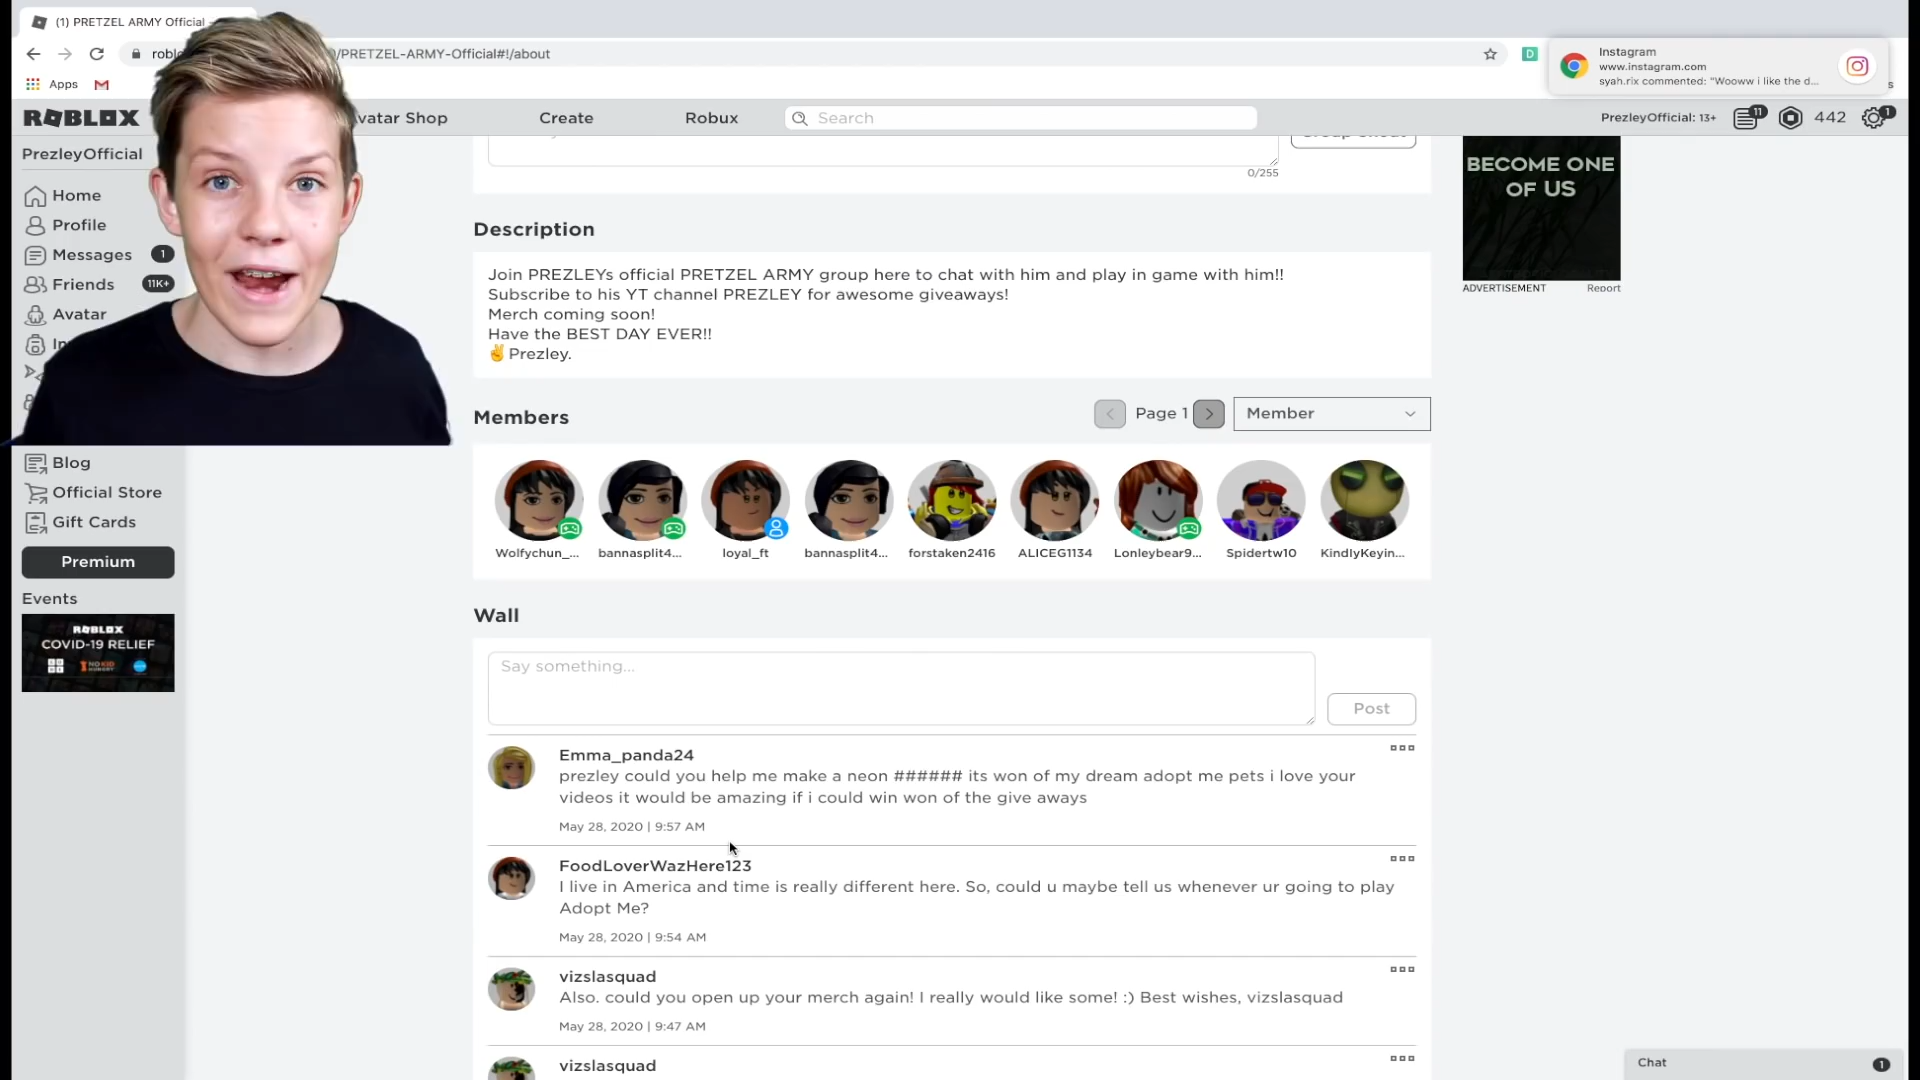 (1) PRETZEL ARMY Official
/PRETZEL-ARMY-Official#!/about
Instagram
www.instagram.com
syah.rix commented: "Wooww i like the d...
Apps
ROBLOX
Avatar Shop
Create
Robux
Search
PrezleyOfficial: 13+
11
442
1
PrezleyOfficial
Home
Profile
Messages
1
Friends
11K+
Avatar
Blog
Official Store
Gift Cards
Premium
Events
ROBLOX
COVID-19 RELIEF
NO KID
HUNGRY
0/255
Description
Join PREZLEYs official PRETZEL ARMY group here to chat with him and play in game with him!!
Subscribe to his YT channel PREZLEY for awesome giveaways!
Merch coming soon!
Have the BEST DAY EVER!!
✌Prezley.
Members
Page 1
Member
Wolfychun_...
bannasplit4...
loyal_ft
bannasplit4...
forstaken2416
ALICEG1134
Lonleybear9...
Spidertw10
KindlyKeyin...
Wall
Say something...
Post
Emma_panda24
prezley could you help me make a neon ###### its won of my dream adopt me pets i love your
videos it would be amazing if i could win won of the give aways
May 28, 2020 | 9:57 AM
FoodLoverWazHere123
I live in America and time is really different here. So, could u maybe tell us whenever ur going to play
Adopt Me?
May 28, 2020 | 9:54 AM
vizslasquad
Also. could you open up your merch again! I really would like some! :) Best wishes, vizslasquad
May 28, 2020 | 9:47 AM
vizslasquad
BECOME ONE
OF US
ADVERTISEMENT
Report
Chat
1